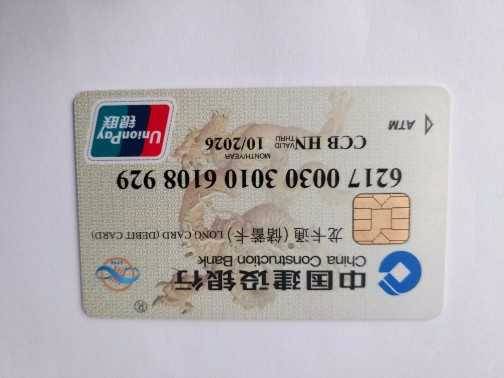 中国建设银行
China Construction Bank
®
龙卡通 (储蓄卡) LONG CARD (DEBIT CARD)
6217 0030 3010 6108 929
MONTH/YEAR
CCB HN VALID THRU 10/2026
ATM
UnionPay
银联